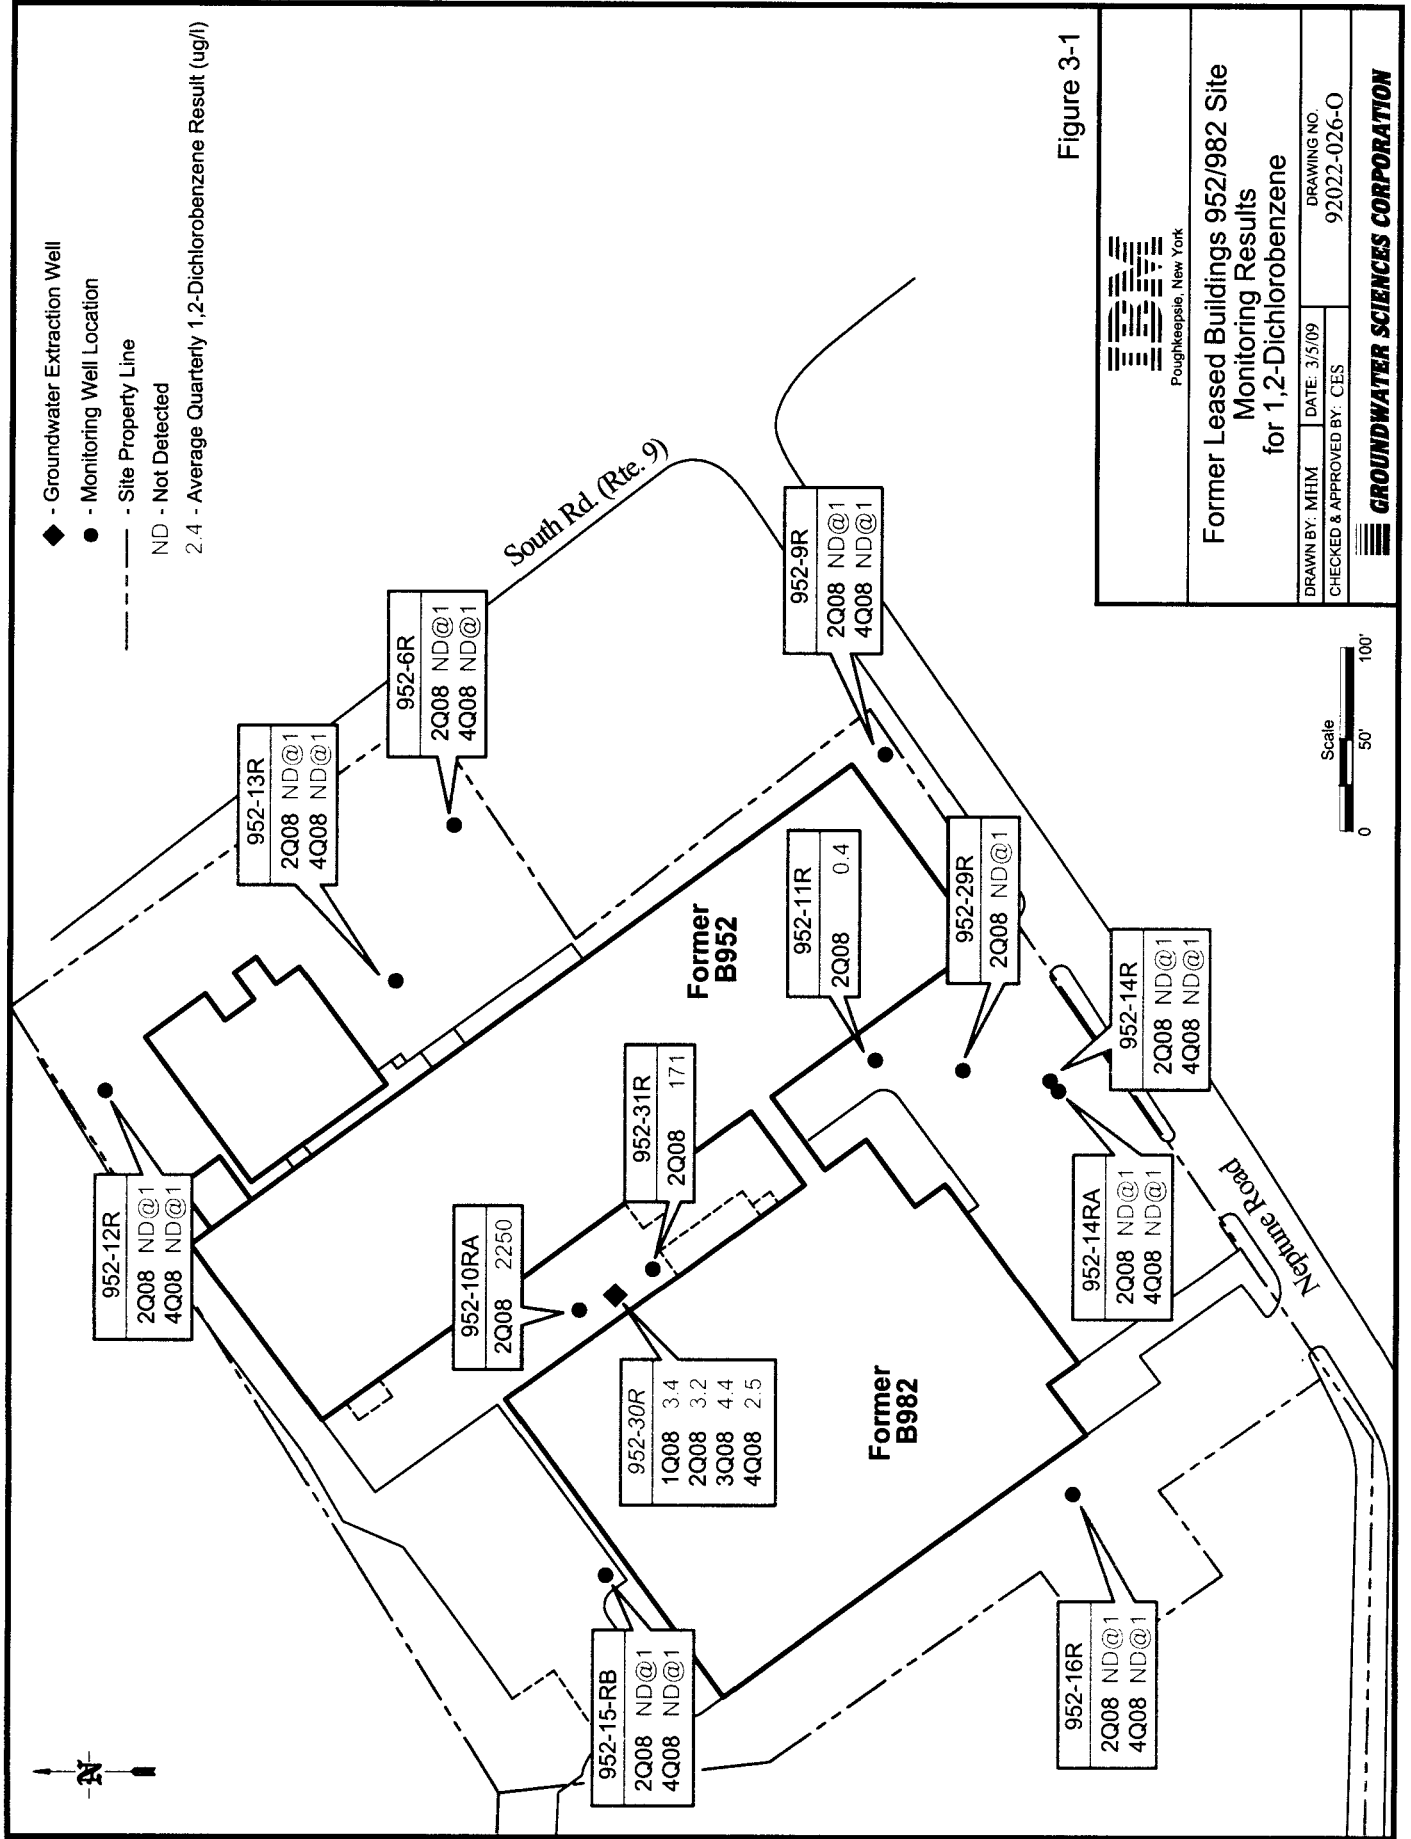 ◆ - Groundwater Extraction Well
● - Monitoring Well Location
- Site Property Line
ND - Not Detected
2.4 - Average Quarterly 1,2-Dichlorobenzene Result (ug/l)
N
952-12R
2Q08 ND@1
4Q08 ND@1
952-13R
2Q08 ND@1
4Q08 ND@1
952-6R
2Q08 ND@1
4Q08 ND@1
South Rd. (Rte. 9)
952-10RA
2Q08 2250
952-31R
2Q08 171
Former
B952
952-9R
2Q08 ND@1
4Q08 ND@1
952-15-RB
2Q08 ND@1
4Q08 ND@1
952-30R
1Q08 3.4
2Q08 3.2
3Q08 4.4
4Q08 2.5
952-11R
2Q08 0.4
Former
B982
952-29R
2Q08 ND@1
952-16R
2Q08 ND@1
4Q08 ND@1
952-14RA
2Q08 ND@1
4Q08 ND@1
952-14R
2Q08 ND@1
4Q08 ND@1
Neptune Road
Scale
0 50' 100'
Figure 3-1
IBM
Poughkeepsie, New York
Former Leased Buildings 952/982 Site
Monitoring Results
for 1,2-Dichlorobenzene
DRAWN BY: MHM
DATE: 3/5/09
DRAWING NO.
92022-026-O
CHECKED & APPROVED BY: CES
GROUNDWATER SCIENCES CORPORATION